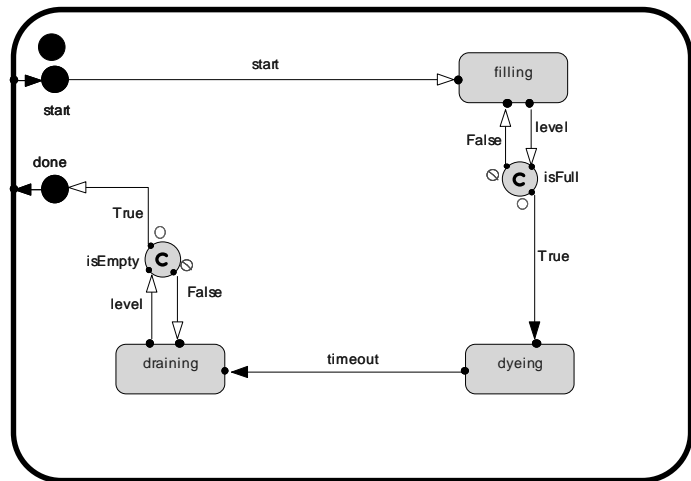 start
filling
start
False
level
C
isFull
done
True
isEmpty
C
True
level
False
draining
timeout
dyeing